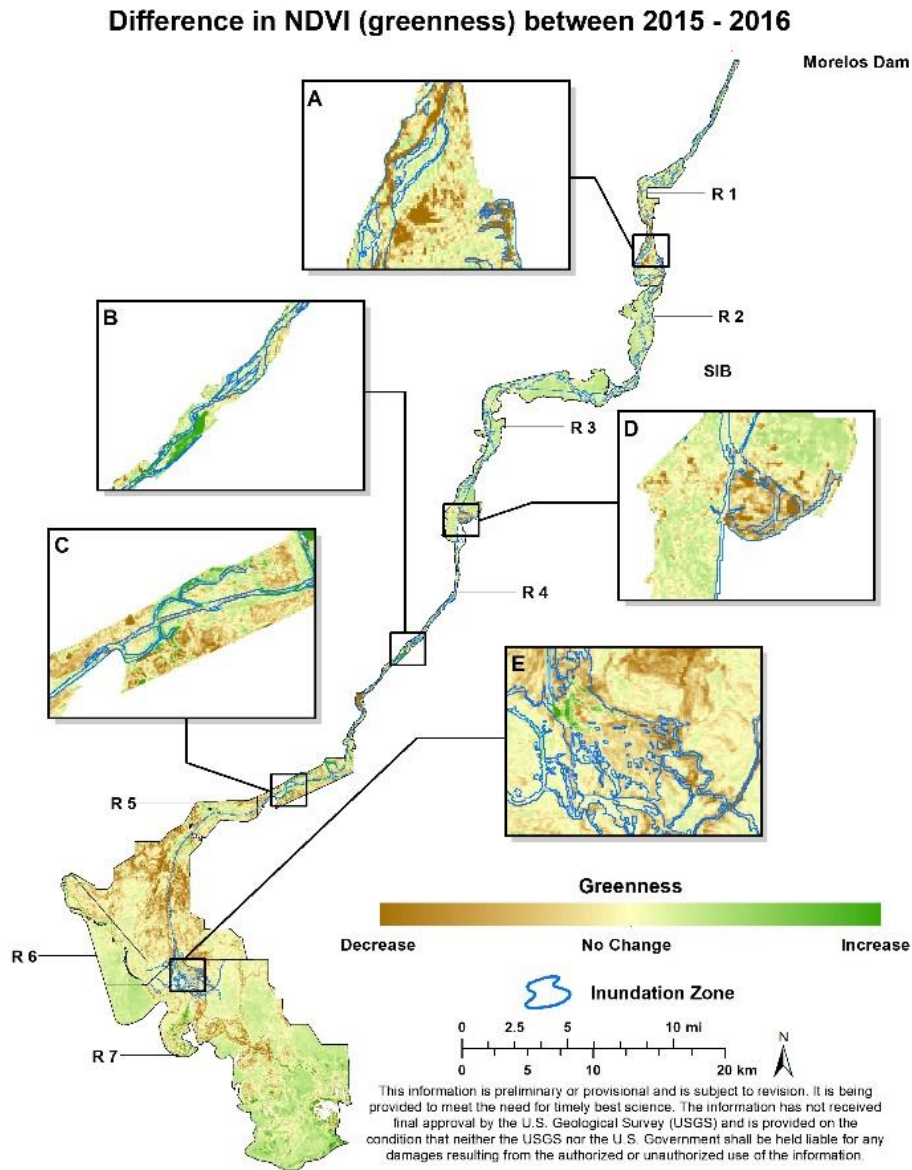 Difference in NDVI (greenness) between 2015 - 2016
Morelos Dam
A
R 1
B
R 2
SIB
R 3
D
C
R 4
E
R 5
Greenness
Decrease No Change Increase
R 6
Inundation Zone
0 2.5 5 10 mi
N
0 5 10 20 km
R 7
This information is preliminary or provisional and is subject to revision. It is being
provided to meet the need for timely best science. The information has not received
final approval by the U.S. Geological Survey (USGS) and is provided on the
condition that neither the USGS nor the U.S. Government shall be held liable for any
damages resulting from the authorized or unauthorized use of the information.